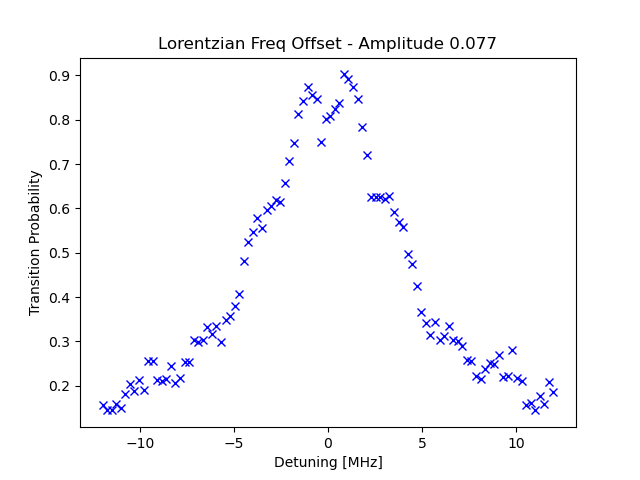 Lorentzian Freq Offset - Amplitude 0.077
0.9
0.8
0.7
0.6
0.5
0.4
0.3
0.2
Transition Probability
−10 −5 0 5 10
Detuning [MHz]